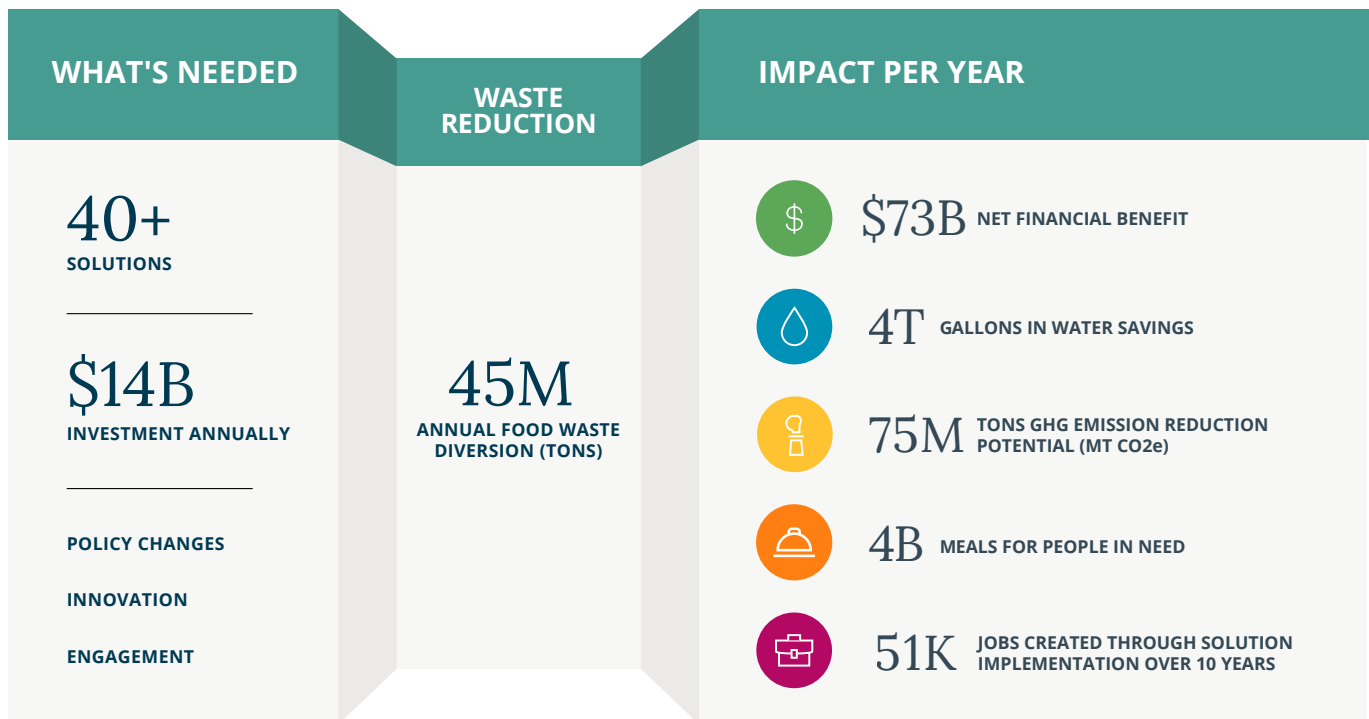 WHAT'S NEEDED
40+
SOLUTIONS
$14B
INVESTMENT ANNUALLY
POLICY CHANGES
INNOVATION
ENGAGEMENT
WASTE
REDUCTION
45M
ANNUAL FOOD WASTE
DIVERSION (TONS)
IMPACT PER YEAR
$
$73B NET FINANCIAL BENEFIT
4T GALLONS IN WATER SAVINGS
75M TONS GHG EMISSION REDUCTION
POTENTIAL (MT CO2e)
4B MEALS FOR PEOPLE IN NEED
51K JOBS CREATED THROUGH SOLUTION
IMPLEMENTATION OVER 10 YEARS